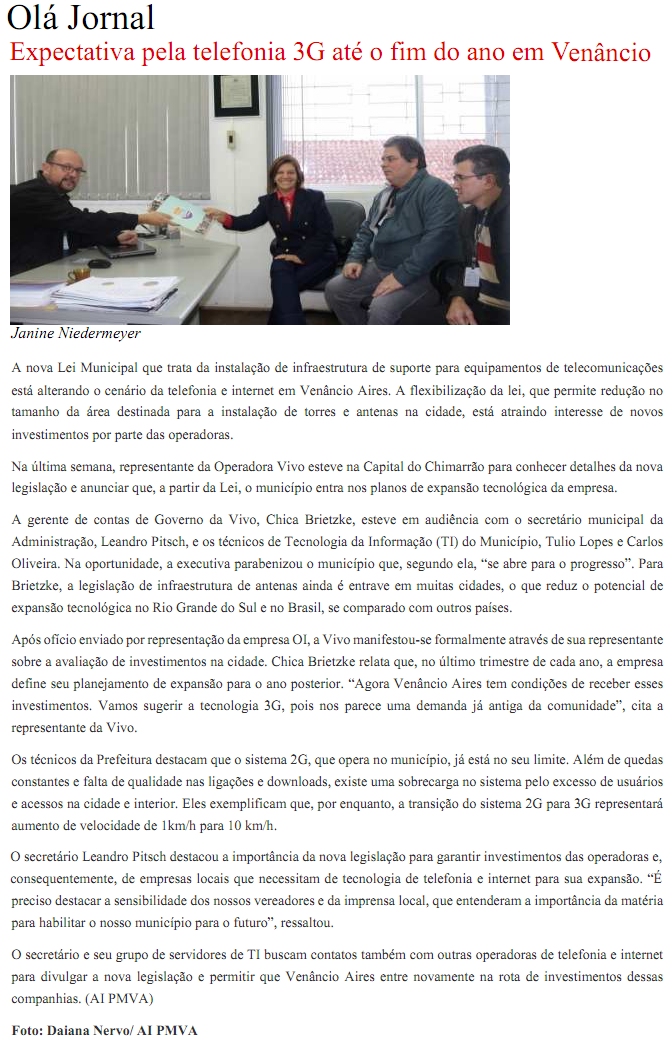 Olá Jornal
Expectativa pela telefonia 3G até o fim do ano em Venâncio
Janine Niedermeyer
A nova Lei Municipal que trata da instalação de infraestrutura de suporte para equipamentos de telecomunicações
está alterando o cenário da telefonia e internet em Venâncio Aires. A flexibilização da lei, que permite redução no
tamanho da área destinada para a instalação de torres e antenas na cidade, está atraindo interesse de novos
investimentos por parte das operadoras.
Na última semana, representante da Operadora Vivo esteve na Capital do Chimarrão para conhecer detalhes da nova
legislação e anunciar que, a partir da Lei, o município entra nos planos de expansão tecnológica da empresa.
A gerente de contas de Governo da Vivo, Chica Brietzke, esteve em audiência com o secretário municipal da
Administração, Leandro Pitsch, e os técnicos de Tecnologia da Informação (TI) do Município, Tulio Lopes e Carlos
Oliveira. Na oportunidade, a executiva parabenizou o município que, segundo ela, “se abre para o progresso”. Para
Brietzke, a legislação de infraestrutura de antenas ainda é entrave em muitas cidades, o que reduz o potencial de
expansão tecnológica no Rio Grande do Sul e no Brasil, se comparado com outros países.
Após ofício enviado por representação da empresa OI, a Vivo manifestou-se formalmente através de sua representante
sobre a avaliação de investimentos na cidade. Chica Brietzke relata que, no último trimestre de cada ano, a empresa
define seu planejamento de expansão para o ano posterior. “Agora Venâncio Aires tem condições de receber esses
investimentos. Vamos sugerir a tecnologia 3G, pois nos parece uma demanda já antiga da comunidade”, cita a
representante da Vivo.
Os técnicos da Prefeitura destacam que o sistema 2G, que opera no município, já está no seu limite. Além de quedas
constantes e falta de qualidade nas ligações e downloads, existe uma sobrecarga no sistema pelo excesso de usuários
e acessos na cidade e interior. Eles exemplificam que, por enquanto, a transição do sistema 2G para 3G representará
aumento de velocidade de 1km/h para 10 km/h.
O secretário Leandro Pitsch destacou a importância da nova legislação para garantir investimentos das operadoras e,
consequentemente, de empresas locais que necessitam de tecnologia de telefonia e internet para sua expansão. “É
preciso destacar a sensibilidade dos nossos vereadores e da imprensa local, que entenderam a importância da matéria
para habilitar o nosso município para o futuro”, ressaltou.
O secretário e seu grupo de servidores de TI buscam contatos também com outras operadoras de telefonia e internet
para divulgar a nova legislação e permitir que Venâncio Aires entre novamente na rota de investimentos dessas
companhias. (AI PMVA)
Foto: Daiana Nervo/ AI PMVA